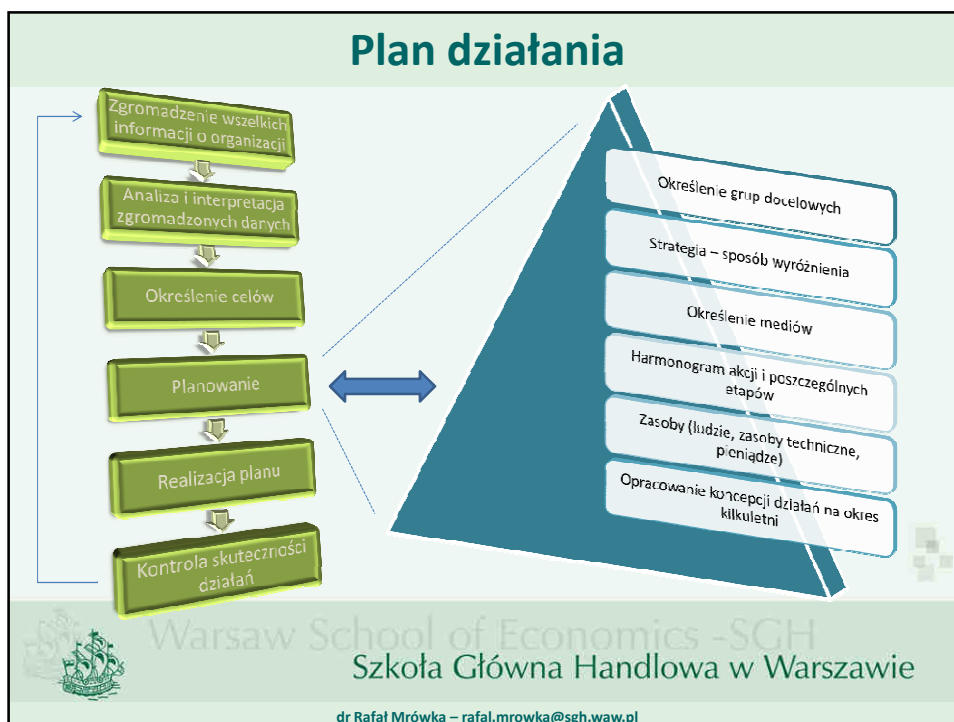 Plan działania
Zgromadzenie wszelkich
informacji o organizacji
Analiza i interpretacja
zgromadzonych danych
Określenie celów
Planowanie
Realizacja planu
Kontrola skuteczności
działań
Określenie grup docelowych
Strategia – sposób wyróżnienia
Określenie mediów
Harmonogram akcji i poszczególnych
etapów
Zasoby (ludzie, zasoby techniczne,
pieniądze)
Opracowanie koncepcji działań na okres
kilkuletni
Warsaw School of Economics -SGH
Szkoła Główna Handlowa w Warszawie
dr Rafał Mrówka – rafal.mrowka@sgh.waw.pl